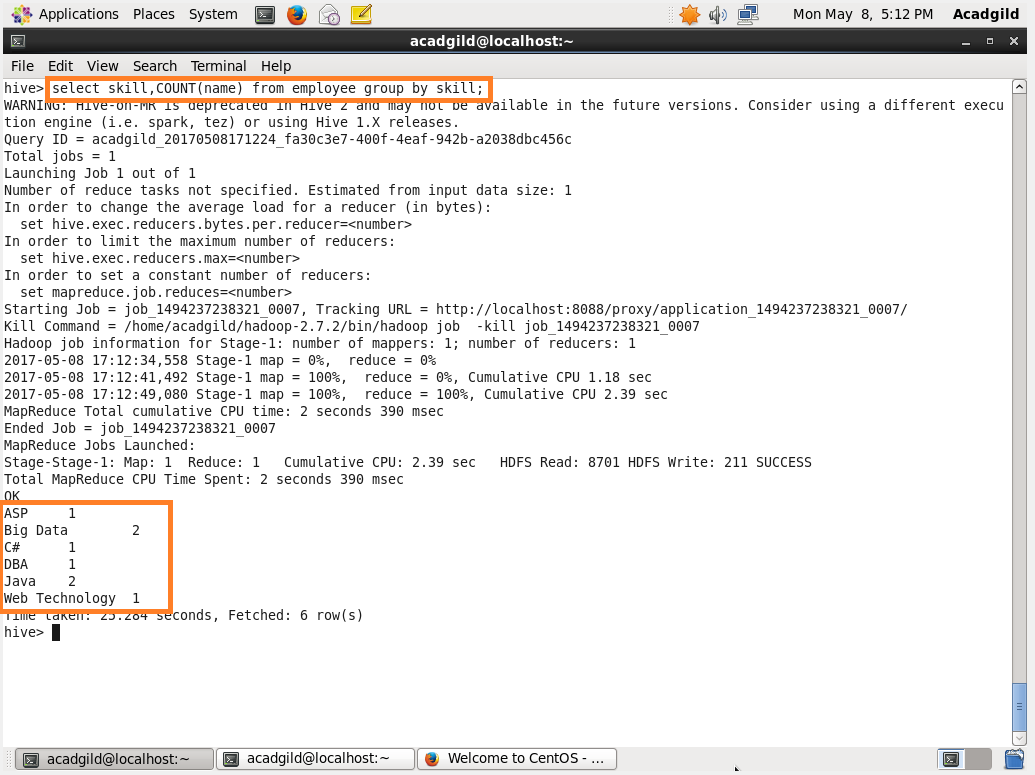 Applications Places System Mon May 8, 5:12 PM Acadgild
acadgild@localhost:~
File Edit View Search Terminal Help
hive> select skill,COUNT(name) from employee group by skill;
WARNING: Hive-on-MR is deprecated in Hive 2 and may not be available in the future versions. Consider using a different execu
tion engine (i.e. spark, tez) or using Hive 1.X releases.
Query ID = acadgild_20170508171224_fa30c3e7-400f-4eaf-942b-a2038dbc456c
Total jobs = 1
Launching Job 1 out of 1
Number of reduce tasks not specified. Estimated from input data size: 1
In order to change the average load for a reducer (in bytes):
  set hive.exec.reducers.bytes.per.reducer=<number>
In order to limit the maximum number of reducers:
  set hive.exec.reducers.max=<number>
In order to set a constant number of reducers:
  set mapreduce.job.reduces=<number>
Starting Job = job_1494237238321_0007, Tracking URL = http://localhost:8088/proxy/application_1494237238321_0007/
Kill Command = /home/acadgild/hadoop-2.7.2/bin/hadoop job  -kill job_1494237238321_0007
Hadoop job information for Stage-1: number of mappers: 1; number of reducers: 1
2017-05-08 17:12:34,558 Stage-1 map = 0%,  reduce = 0%
2017-05-08 17:12:41,492 Stage-1 map = 100%,  reduce = 0%, Cumulative CPU 1.18 sec
2017-05-08 17:12:49,080 Stage-1 map = 100%,  reduce = 100%, Cumulative CPU 2.39 sec
MapReduce Total cumulative CPU time: 2 seconds 390 msec
Ended Job = job_1494237238321_0007
MapReduce Jobs Launched:
Stage-Stage-1: Map: 1  Reduce: 1   Cumulative CPU: 2.39 sec   HDFS Read: 8701 HDFS Write: 211 SUCCESS
Total MapReduce CPU Time Spent: 2 seconds 390 msec
OK
ASP     1
Big Data        2
C#      1
DBA     1
Java    2
Web Technology  1
Time taken: 25.284 seconds, Fetched: 6 row(s)
hive>
acadgild@localhost:~ acadgild@localhost:~ Welcome to CentOS - ...